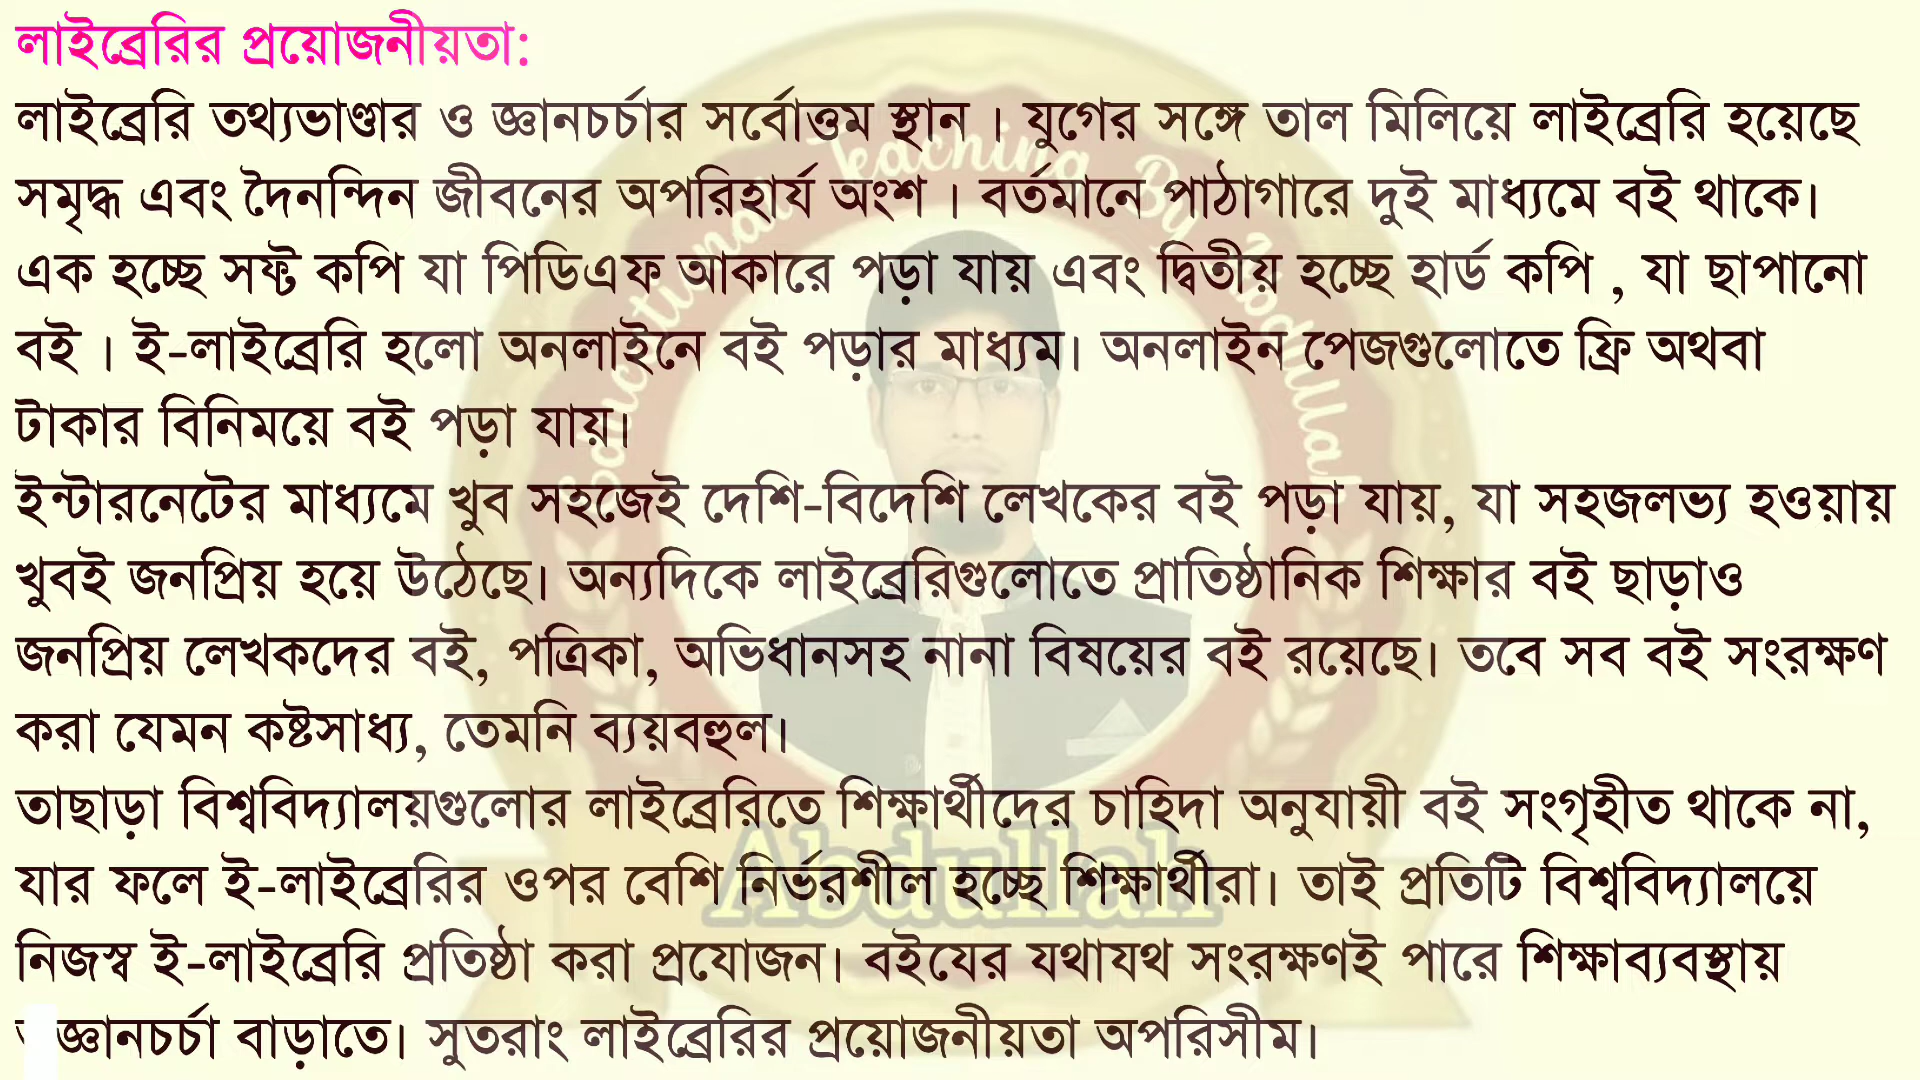 লাইব্রেরির প্রয়োজনীয়তা:
লাইব্রেরি তথ্যভাণ্ডার ও জ্ঞানচর্চার সর্বোত্তম স্থান । যুগের সঙ্গে তাল মিলিয়ে লাইব্রেরি হয়েছে
সমৃদ্ধ এবং দৈনন্দিন জীবনের অপরিহার্য অংশ । বর্তমানে পাঠাগারে দুই মাধ্যমে বই থাকে।
এক হচ্ছে সফ্ট কপি যা পিডিএফ আকারে পড়া যায় এবং দ্বিতীয় হচ্ছে হার্ড কপি , যা ছাপানো
বই । ই-লাইব্রেরি হলো অনলাইনে বই পড়ার মাধ্যম। অনলাইন পেজগুলোতে ফ্রি অথবা
টাকার বিনিময়ে বই পড়া যায়।
ইন্টারনেটের মাধ্যমে খুব সহজেই দেশি-বিদেশি লেখকের বই পড়া যায়, যা সহজলভ্য হওয়ায়
খুবই জনপ্রিয় হয়ে উঠেছে। অন্যদিকে লাইব্রেরিগুলোতে প্রাতিষ্ঠানিক শিক্ষার বই ছাড়াও
জনপ্রিয় লেখকদের বই, পত্রিকা, অভিধানসহ নানা বিষয়ের বই রয়েছে। তবে সব বই সংরক্ষণ
করা যেমন কষ্টসাধ্য, তেমনি ব্যয়বহুল।
তাছাড়া বিশ্ববিদ্যালয়গুলোর লাইব্রেরিতে শিক্ষার্থীদের চাহিদা অনুযায়ী বই সংগৃহীত থাকে না,
যার ফলে ই-লাইব্রেরির ওপর বেশি নির্ভরশীল হচ্ছে শিক্ষার্থীরা। তাই প্রতিটি বিশ্ববিদ্যালয়ে
নিজস্ব ই-লাইব্রেরি প্রতিষ্ঠা করা প্রযোজন। বইযের যথাযথ সংরক্ষণই পারে শিক্ষাব্যবস্থায়
জ্ঞানচর্চা বাড়াতে। সুতরাং লাইব্রেরির প্রয়োজনীয়তা অপরিসীম।
Educational Teaching By Abdullah
Abdullah